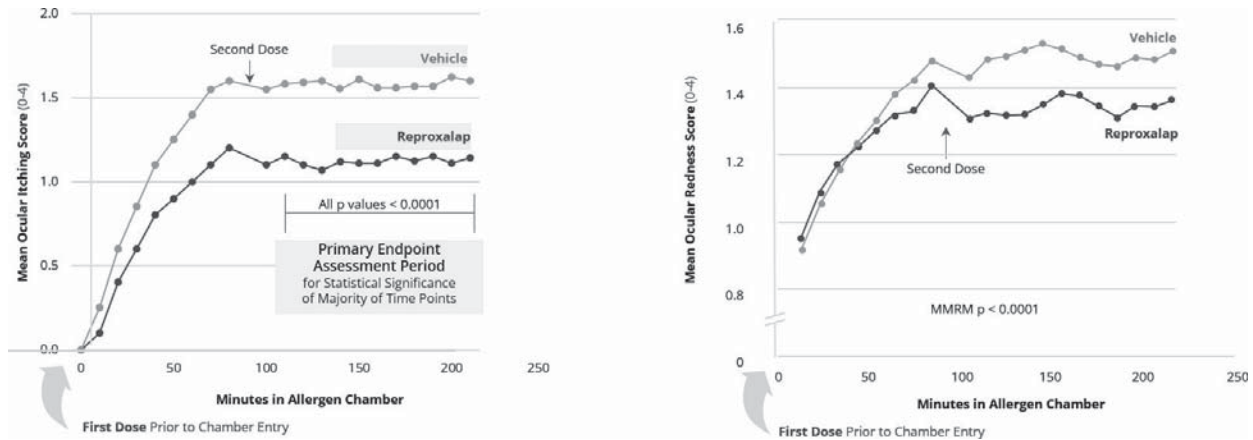 Mean Ocular Itching Score (0-4)
2.0
1.5
1.0
0.5
0.0
Second Dose
Vehicle
Reproxalap
All p values < 0.0001
Primary Endpoint
Assessment Period
for Statistical Significance
of Majority of Time Points
0
50
100
150
200
250
Minutes in Allergen Chamber
First Dose Prior to Chamber Entry
Mean Ocular Redness Score (0-4)
1.6
1.4
1.2
1.0
0.8
0
Vehicle
Reproxalap
Second Dose
MMRM p < 0.0001
0
50
100
150
200
250
Minutes in Allergen Chamber
First Dose Prior to Chamber Entry